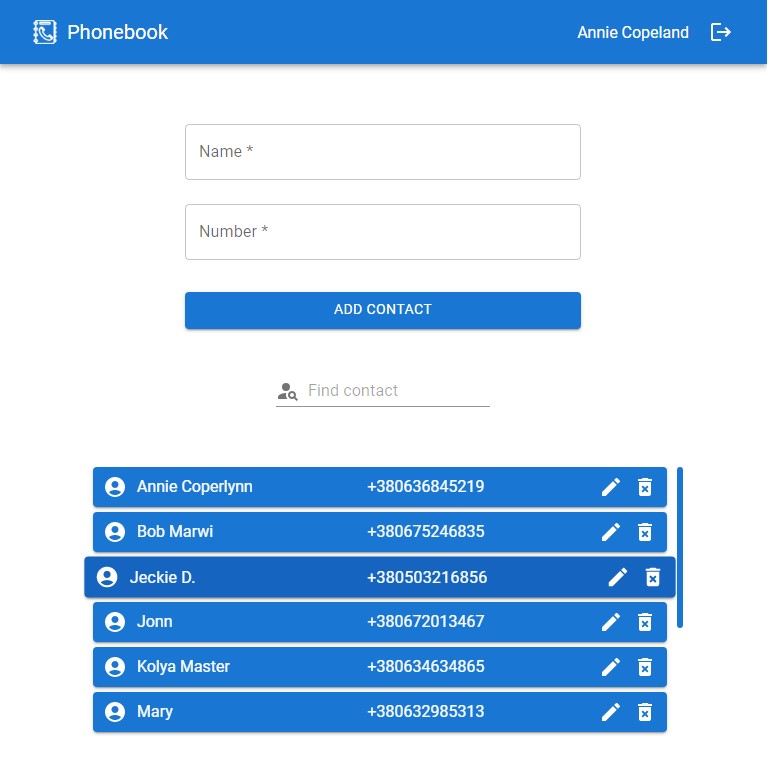 Phonebook Annie Copeland
Name *
Number *
ADD CONTACT
Find contact
Annie Coperlynn +380636845219
Bob Marwi +380675246835
Jeckie D. +380503216856
Jonn +380672013467
Kolya Master +380634634865
Mary +380632985313